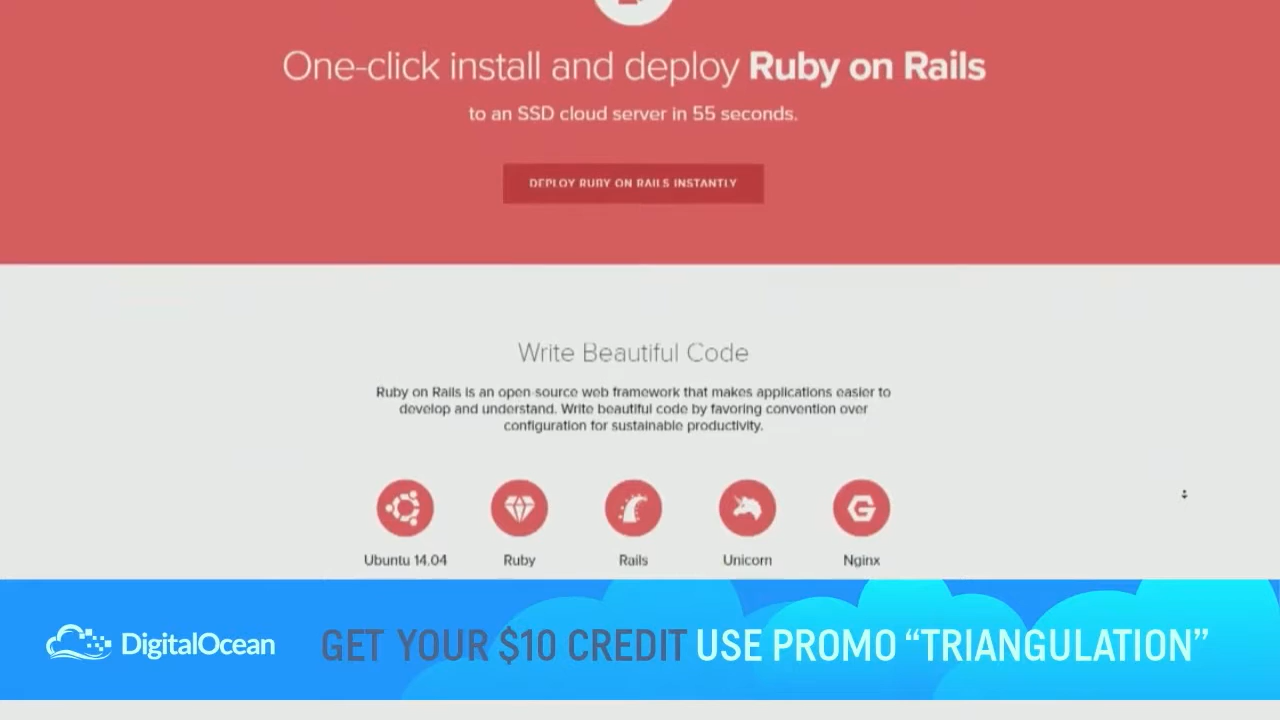 One-click install and deploy Ruby on Rails
to an SSD cloud server in 55 seconds.
DEPLOY RUBY ON RAILS INSTANTLY
Write Beautiful Code
Ruby on Rails is an open-source web framework that makes applications easier to
develop and understand. Write beautiful code by favoring convention over
configuration for sustainable productivity.
Ubuntu 14.04
Ruby
Rails
Unicorn
Nginx
DigitalOcean
GET YOUR $10 CREDIT USE PROMO “TRIANGULATION”